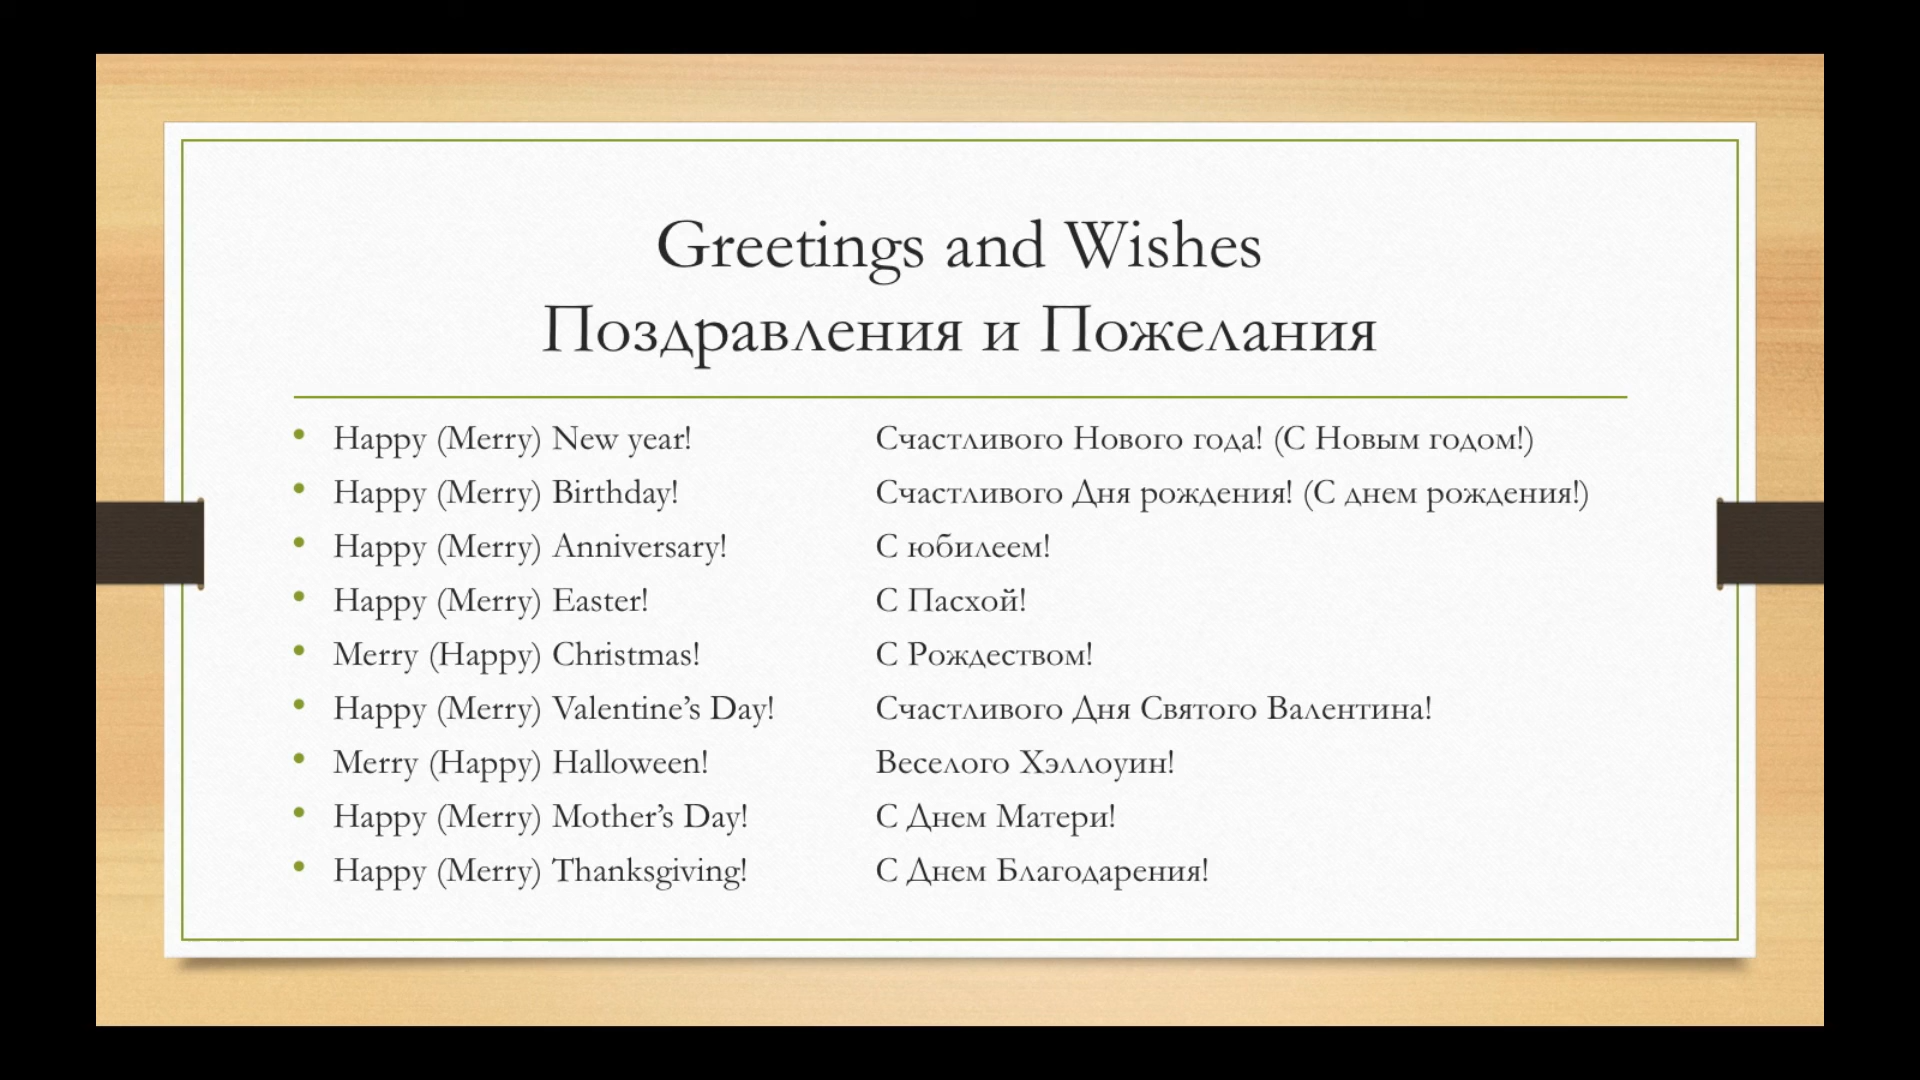 Greetings and Wishes
Поздравления и Пожелания
• Happy (Merry) New year! Счастливого Нового года! (С Новым годом!)
• Happy (Merry) Birthday! Счастливого Дня рождения! (С днем рождения!)
• Happy (Merry) Anniversary! С юбилеем!
• Happy (Merry) Easter! С Пасхой!
• Merry (Happy) Christmas! С Рождеством!
• Happy (Merry) Valentine’s Day! Счастливого Дня Святого Валентина!
• Merry (Happy) Halloween! Веселого Хэллоуин!
• Happy (Merry) Mother’s Day! С Днем Матери!
• Happy (Merry) Thanksgiving! С Днем Благодарения!